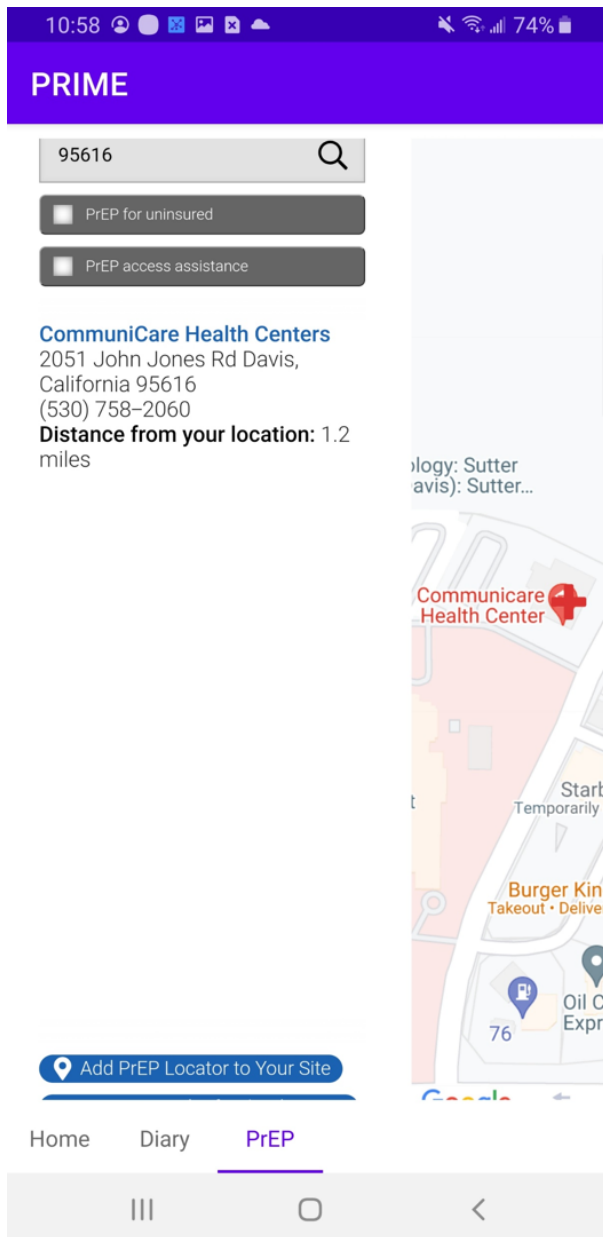 10:58
74%
PRIME
95616
PrEP for uninsured
PrEP access assistance
CommuniCare Health Centers
2051 John Jones Rd Davis,
California 95616
(530) 758–2060
Distance from your location: 1.2
miles
ology: Sutter
avis): Sutter...
Communicare
Health Center
Starb
Temporarily
t
Burger Kin
Takeout • Delive
76
Oil C
Expr
Add PrEP Locator to Your Site
Google
Home
Diary
PrEP